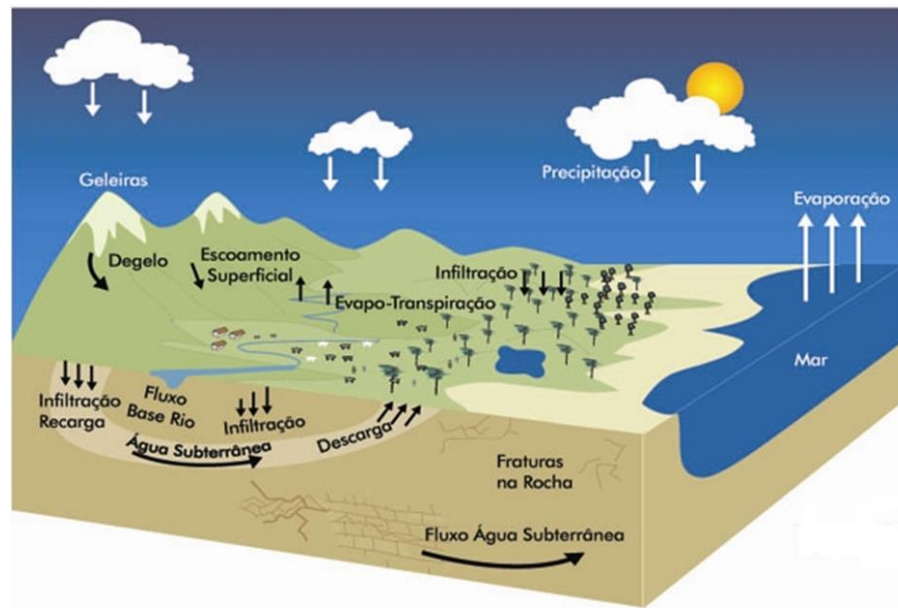 Geleiras
Precipitação
Evaporação
Degelo
Escoamento
Superficial
Infiltração
Evapo-Transpiração
Mar
Infiltração
Recarga
Fluxo
Base Rio
Infiltração
Descarga
Água Subterrânea
Fraturas
na Rocha
Fluxo Água Subterrânea